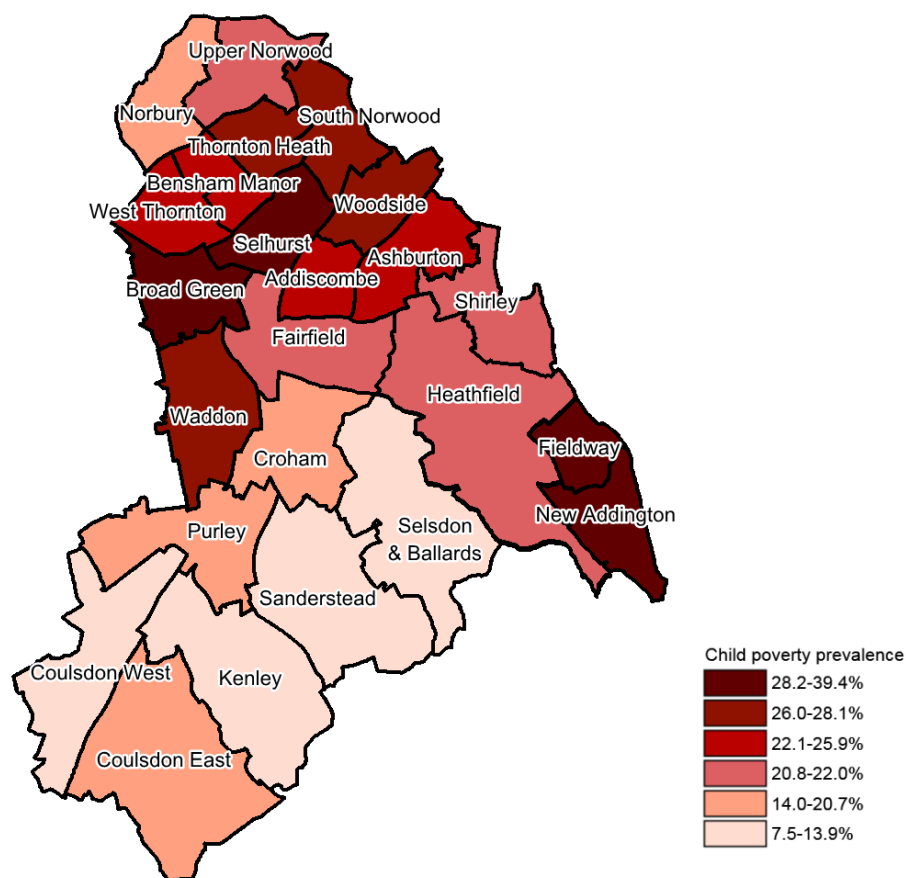 Upper Norwood
Norbury
South Norwood
Thornton Heath
Bensham Manor
West Thornton
Woodside
Selhurst
Ashburton
Addiscombe
Broad Green
Shirley
Fairfield
Heathfield
Waddon
Fieldway
Croham
New Addington
Purley
Selsdon
& Ballards
Sanderstead
Coulsdon West
Kenley
Coulsdon East
Child poverty prevalence
28.2-39.4%
26.0-28.1%
22.1-25.9%
20.8-22.0%
14.0-20.7%
7.5-13.9%